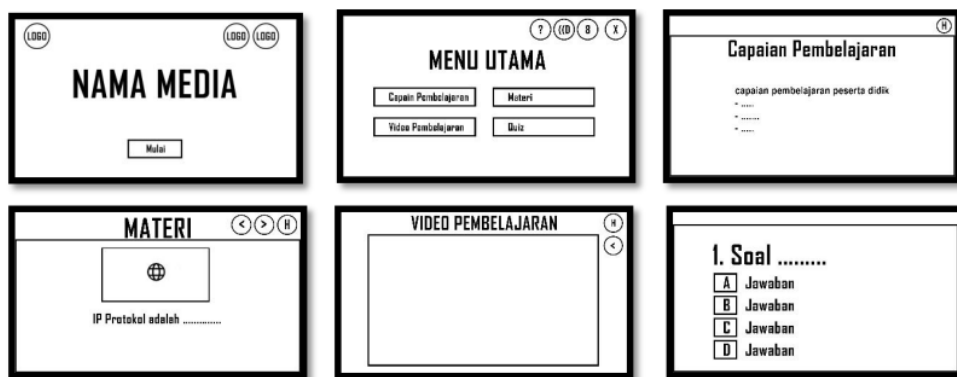 LOGO
LOGO LOGO
NAMA MEDIA
Mulai
? ((D 8 X
MENU UTAMA
Capain Pembelajaran
Materi
Video Pembelajaran
Quiz
H
Capaian Pembelajaran
capaian pembelajaran peserta didik
- .....
- .......
- .....
MATERI
< > H
IP Protokol adalah ..............
VIDEO PEMBELAJARAN
H
<
1. Soal .........
A Jawaban
B Jawaban
C Jawaban
D Jawaban